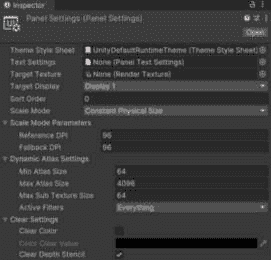 Inspector
Panel Settings (Panel Settings)
Open
Theme Style Sheet UnityDefaultRuntimeTheme (Theme Style Sheet)
Text Settings None (Panel Text Settings)
Target Texture None (Render Texture)
Target Display Display 1
Sort Order 0
Scale Mode Constant Physical Size
Scale Mode Parameters
Reference DPI 96
Fallback DPI 96
Dynamic Atlas Settings
Min Atlas Size 64
Max Atlas Size 4096
Max Sub Texture Size 64
Active Filters Everything
Clear Settings
Clear Color
Color Clear Value
Clear Depth Stencil